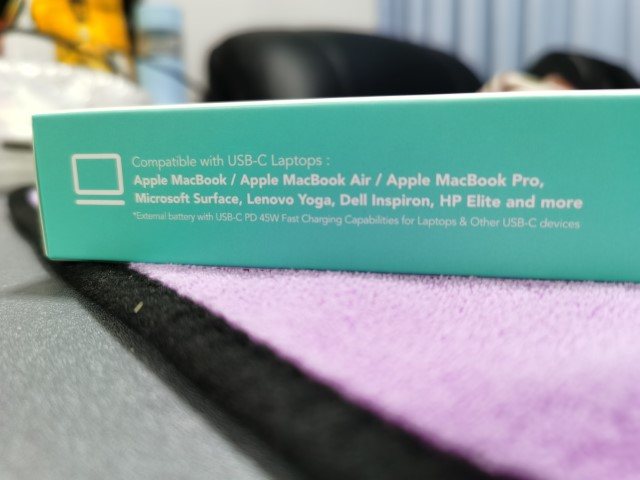 Compatible with USB-C Laptops :
Apple MacBook / Apple MacBook Air / Apple MacBook Pro,
Microsoft Surface, Lenovo Yoga, Dell Inspiron, HP Elite and more
*External battery with USB-C PD 45W Fast Charging Capabilities for Laptops & Other USB-C devices